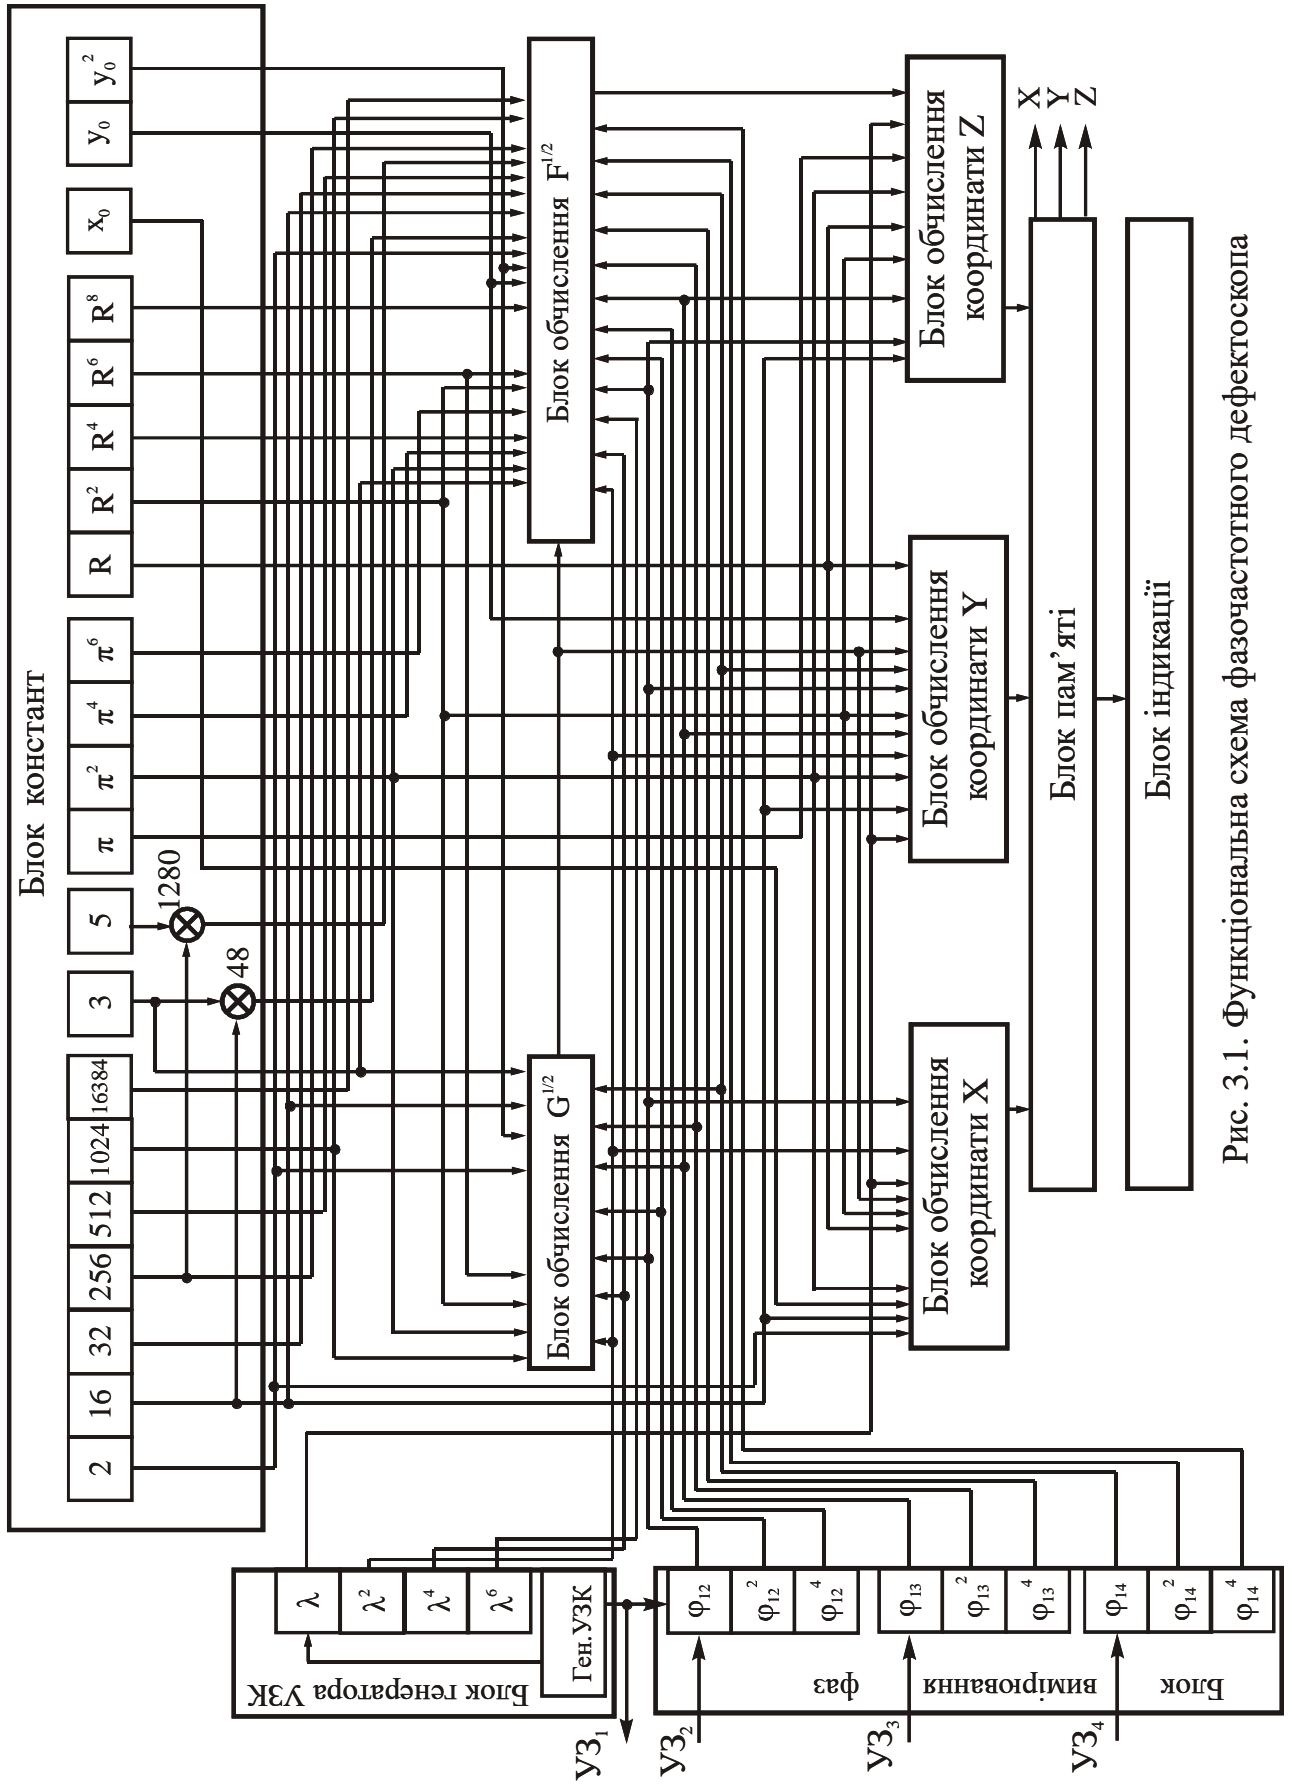 Блок констант
2
16
32
256
512
1024
16384
3
5
π
π²
π⁴
π⁶
R
R²
R⁴
R⁶
R⁸
x₀
y₀
y₀²
48
1280
Блок генератора УЗК
λ
λ²
λ⁴
λ⁶
Ген.УЗК
Блок обчислення G^1/2
Блок обчислення F^1/2
УЗ₁
УЗ₂
УЗ₃
УЗ₄
Блок вимірювання фаз
φ₁₂
φ₁₂²
φ₁₂⁴
φ₁₃
φ₁₃²
φ₁₃⁴
φ₁₄
φ₁₄²
φ₁₄⁴
Блок обчислення
координати X
Блок обчислення
координати Y
Блок обчислення
координати Z
Блок пам’яті
X
Y
Z
Блок індикації
Рис. 3.1. Функціональна схема фазочастотного дефектоскопа